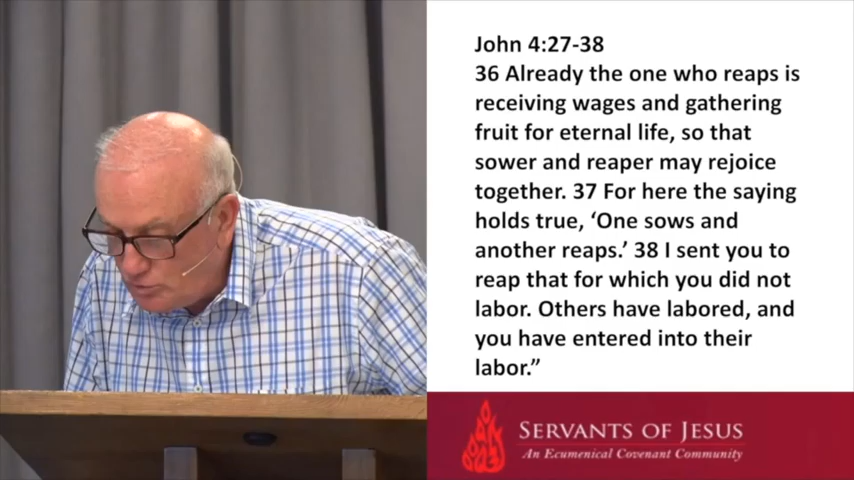 John 4:27-38
36 Already the one who reaps is
receiving wages and gathering
fruit for eternal life, so that
sower and reaper may rejoice
together. 37 For here the saying
holds true, ‘One sows and
another reaps.’ 38 I sent you to
reap that for which you did not
labor. Others have labored, and
you have entered into their
labor.”
SERVANTS OF JESUS
An Ecumenical Covenant Community